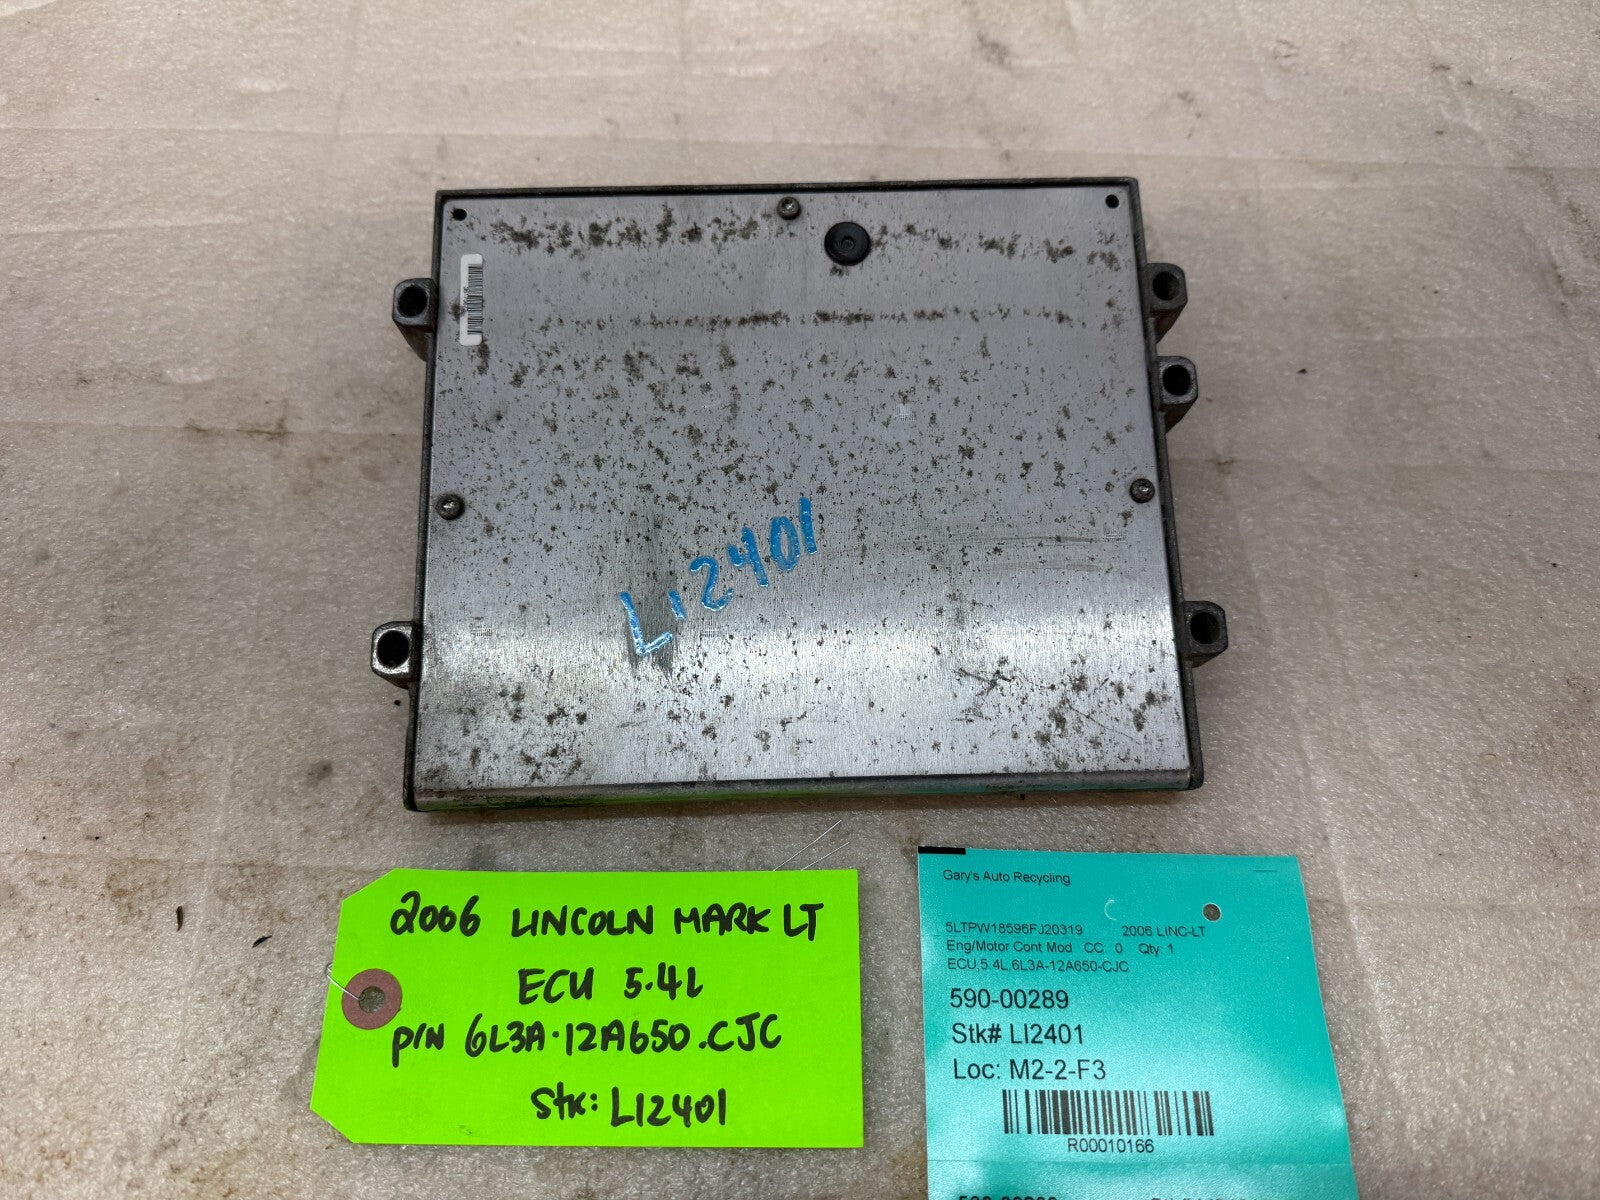 LI2401
2006 LINCOLN MARK LT
ECU 5.4L
P/N 6L3A-12A650.CJC
Stk: LI2401
Gary's Auto Recycling
5LTPW18596FJ20319 2006 LINC-LT
Eng/Motor Cont Mod CC 0 Qty: 1
ECU,5.4L,6L3A-12A650-CJC
590-00289
Stk# LI2401
Loc: M2-2-F3
R00010166